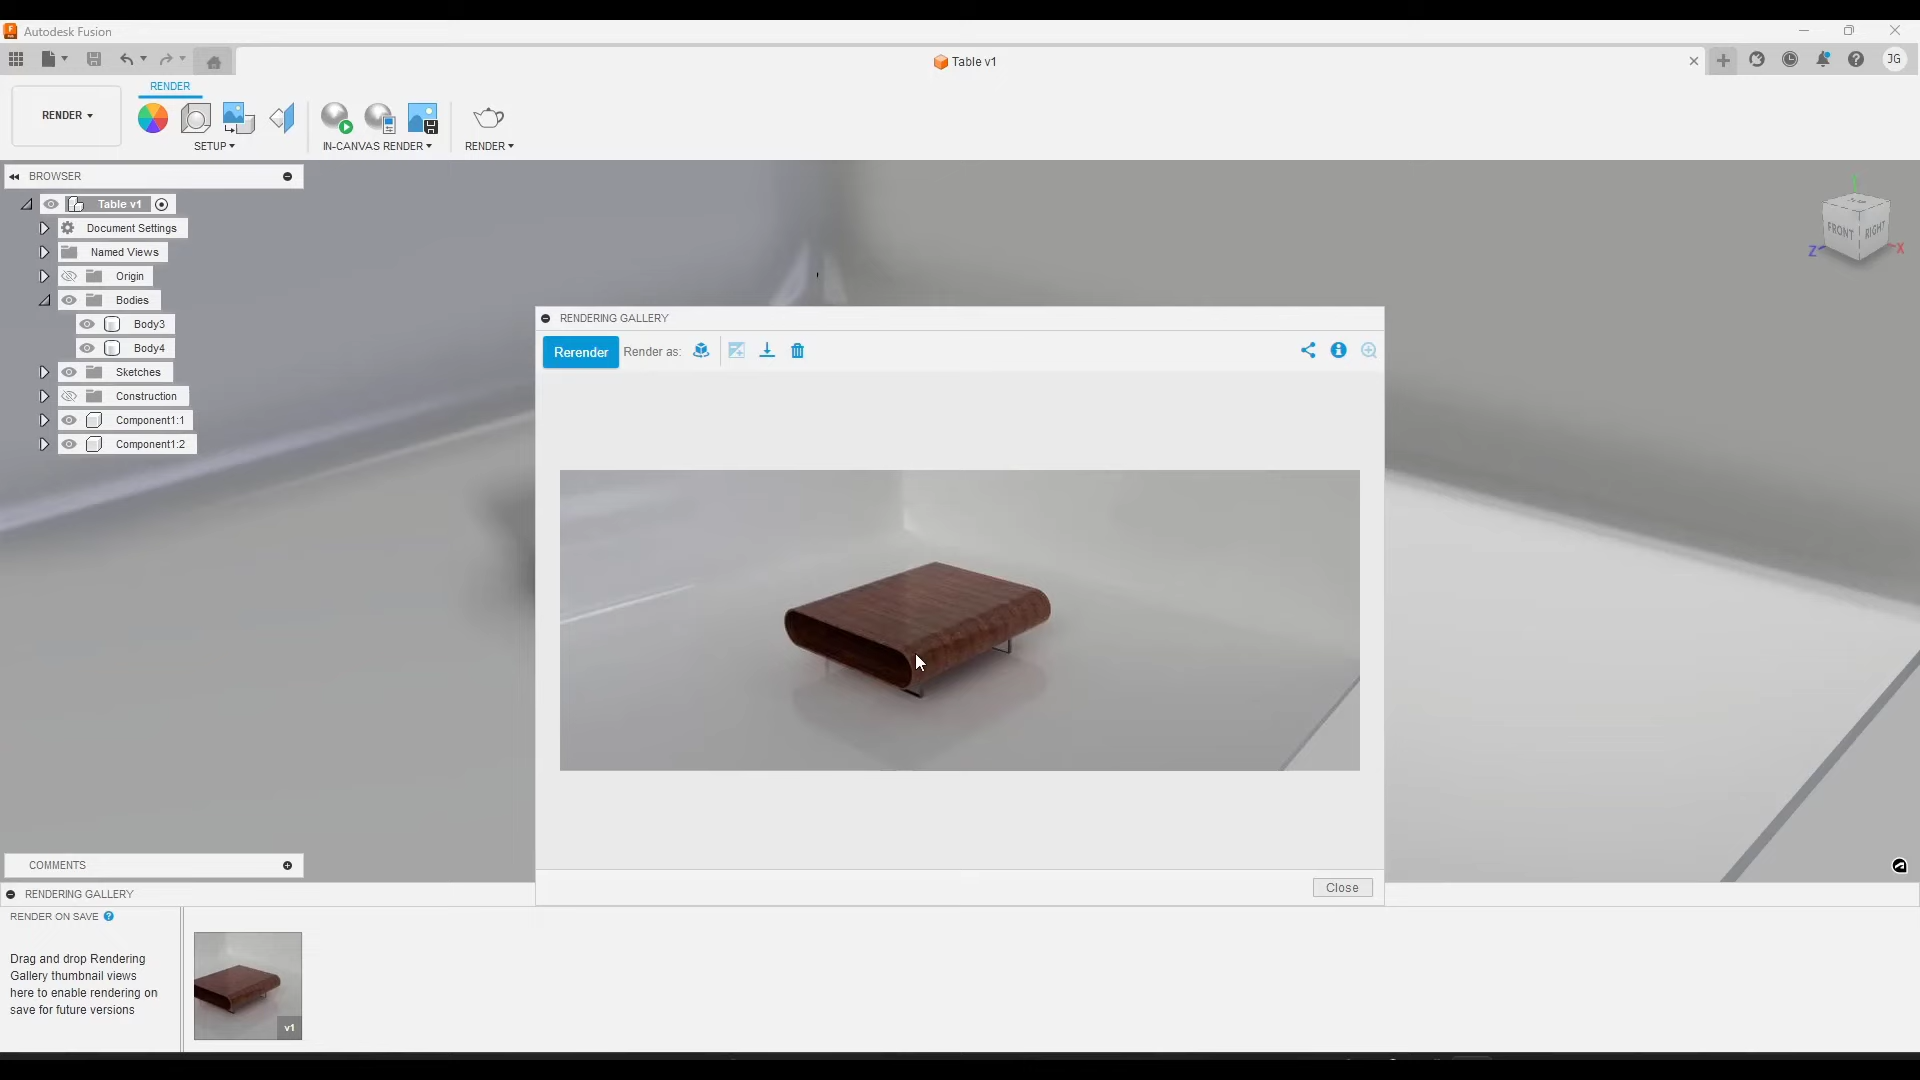 Autodesk Fusion
Table v1
JG
RENDER
RENDER
SETUP
IN-CANVAS RENDER
RENDER
BROWSER
Table v1
Document Settings
Named Views
Origin
Bodies
Body3
Body4
Sketches
Construction
Component1:1
Component1:2
FRONT
RIGHT
Z
X
RENDERING GALLERY
Rerender
Render as:
Close
COMMENTS
RENDERING GALLERY
RENDER ON SAVE
Drag and drop Rendering
Gallery thumbnail views
here to enable rendering on
save for future versions
v1